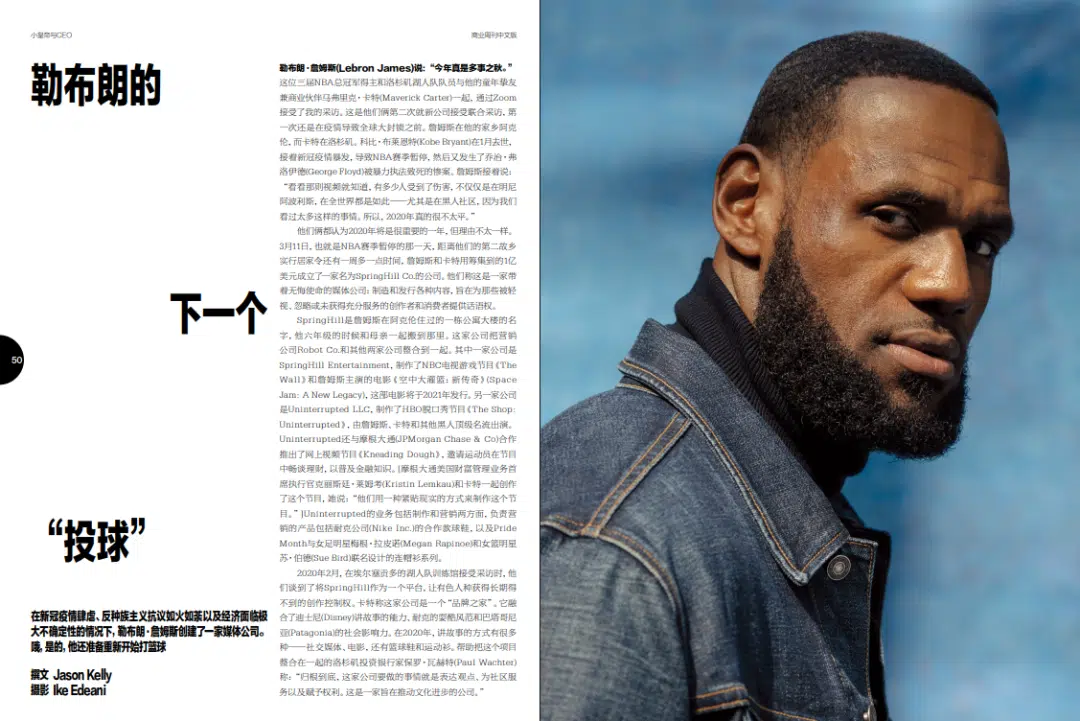 小皇帝与CEO
商业周刊中文版
勒布朗的
下一个
“投球”
50
在新冠疫情肆虐、反种族主义抗议如火如荼以及经济面临极
大不确定性的情况下，勒布朗·詹姆斯创建了一家媒体公司。
哦，是的，他还准备重新开始打篮球
撰文 Jason Kelly
摄影 Ike Edeani
勒布朗·詹姆斯(Lebron James)说：“今年真是多事之秋。”
这位三届NBA总冠军得主和洛杉矶湖人队队员与他的童年挚友
兼商业伙伴马弗里克·卡特(Maverick Carter)一起，通过Zoom
接受了我的采访。这是他们俩第二次就新公司接受联合采访，第
一次还是在疫情导致全球大封锁之前。詹姆斯在他的家乡阿克
伦，而卡特在洛杉矶。科比·布莱恩特(Kobe Bryant)在1月去世，
接着新冠疫情暴发，导致NBA赛季暂停，然后又发生了乔治·弗
洛伊德(George Floyd)被暴力执法致死的惨案。詹姆斯接着说：
“看看那则视频就知道，有多少人受到了伤害，不仅仅是在明尼
阿波利斯，在全世界都是如此——尤其是在黑人社区，因为我们
看过太多这样的事情。所以，2020年真的很不太平。”
他们俩都认为2020年将是很重要的一年，但理由不太一样。
3月11日，也就是NBA赛季暂停的那一天，距离他们的第二故乡
实行居家令还有一周多一点时间，詹姆斯和卡特用筹集到的1亿
美元成立了一家名为SpringHill Co.的公司。他们称这是一家带
着无悔使命的媒体公司：制造和发行各种内容，旨在为那些被轻
视、忽略或未获得充分服务的创作者和消费者提供话语权。
SpringHill是詹姆斯在阿克伦住过的一栋公寓大楼的名
字，他六年级的时候和母亲一起搬到那里。这家公司把营销
公司Robot Co.和其他两家公司整合到一起。其中一家公司是
SpringHill Entertainment，制作了NBC电视游戏节目《The
Wall》和詹姆斯主演的电影《空中大灌篮：新传奇》(Space
Jam: A New Legacy)，这部电影将于2021年发行。另一家公司
是Uninterrupted LLC，制作了HBO脱口秀节目《The Shop:
Uninterrupted》，由詹姆斯、卡特和其他黑人顶级名流出演。
Uninterrupted还与摩根大通(JPMorgan Chase & Co)合作
推出了网上视频节目《Kneading Dough》，邀请运动员在节目
中畅谈理财，以普及金融知识。[摩根大通美国财富管理业务首
席执行官克丽斯廷·莱姆考(Kristin Lemkau)和卡特一起创作
了这个节目，她说：“他们用一种紧贴现实的方式来制作这个节
目。”]Uninterrupted的业务包括制作和营销两方面，负责营
销的产品包括耐克公司(Nike Inc.)的合作款球鞋，以及Pride
Month与女足明星梅根·拉皮诺(Megan Rapinoe)和女篮明星
苏·伯德(Sue Bird)联名设计的连帽衫系列。
2020年2月，在埃尔塞贡多的湖人队训练馆接受采访时，他
们谈到了将SpringHill作为一个平台，让有色人种获得长期得
不到的创作控制权。卡特称这家公司是一个“品牌之家”。它融
合了迪士尼(Disney)讲故事的能力、耐克的耍酷风范和巴塔哥尼
亚(Patagonia)的社会影响力。在2020年，讲故事的方式有很多
种——社交媒体、电影，还有篮球鞋和运动衫。帮助把这个项目
整合在一起的洛杉矶投资银行家保罗·瓦赫特(Paul Wachter)
称：“归根到底，这家公司要做的事情就是表达观点、为社区服
务以及赋予权利。这是一家旨在推动文化进步的公司。”